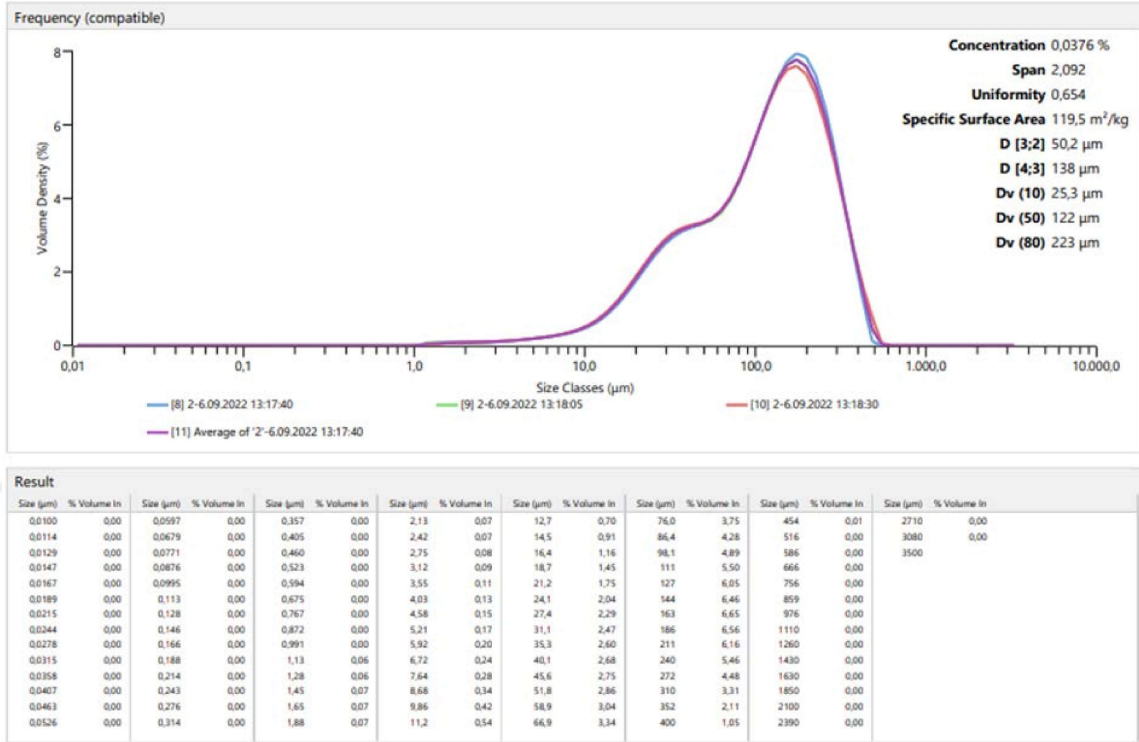 Frequency (compatible)
Concentration 0,0376 %
Span 2,092
Uniformity 0,654
Specific Surface Area 119,5 m²/kg
D [3;2] 50,2 µm
D [4;3] 138 µm
Dv (10) 25,3 µm
Dv (50) 122 µm
Dv (80) 223 µm
Volume Density (%)
8
6
4
2
0
0,01 0,1 1,0 10,0 100,0 1.000,0 10.000,0
Size Classes (µm)
[8] 2-6.09.2022 13:17:40 [9] 2-6.09.2022 13:18:05 [10] 2-6.09.2022 13:18:30
[11] Average of '2'-6.09.2022 13:17:40
Result
Size (µm) % Volume In Size (µm) % Volume In Size (µm) % Volume In Size (µm) % Volume In Size (µm) % Volume In Size (µm) % Volume In Size (µm) % Volume In Size (µm) % Volume In
0,0100 0,00 0,0597 0,00 0,357 0,00 2,13 0,07 12,7 0,70 76,0 3,75 454 0,01 2710 0,00
0,0114 0,00 0,0679 0,00 0,405 0,00 2,42 0,07 14,5 0,91 86,4 4,28 516 0,00 3080 0,00
0,0129 0,00 0,0771 0,00 0,460 0,00 2,75 0,08 16,4 1,16 98,1 4,89 586 0,00 3500
0,0147 0,00 0,0876 0,00 0,523 0,00 3,12 0,09 18,7 1,45 111 5,50 666 0,00
0,0167 0,00 0,0995 0,00 0,594 0,00 3,55 0,11 21,2 1,75 127 6,05 756 0,00
0,0189 0,00 0,113 0,00 0,675 0,00 4,03 0,13 24,1 2,04 144 6,46 859 0,00
0,0215 0,00 0,128 0,00 0,767 0,00 4,58 0,15 27,4 2,29 163 6,65 976 0,00
0,0244 0,00 0,146 0,00 0,872 0,00 5,21 0,17 31,1 2,47 186 6,56 1110 0,00
0,0278 0,00 0,166 0,00 0,991 0,00 5,92 0,20 35,3 2,60 211 6,16 1260 0,00
0,0315 0,00 0,188 0,00 1,13 0,06 6,72 0,24 40,1 2,68 240 5,46 1430 0,00
0,0358 0,00 0,214 0,00 1,28 0,06 7,64 0,28 45,6 2,75 272 4,48 1630 0,00
0,0407 0,00 0,243 0,00 1,45 0,07 8,68 0,34 51,8 2,86 310 3,31 1850 0,00
0,0463 0,00 0,276 0,00 1,65 0,07 9,86 0,42 58,9 3,04 352 2,11 2100 0,00
0,0526 0,00 0,314 0,00 1,88 0,07 11,2 0,54 66,9 3,34 400 1,05 2390 0,00